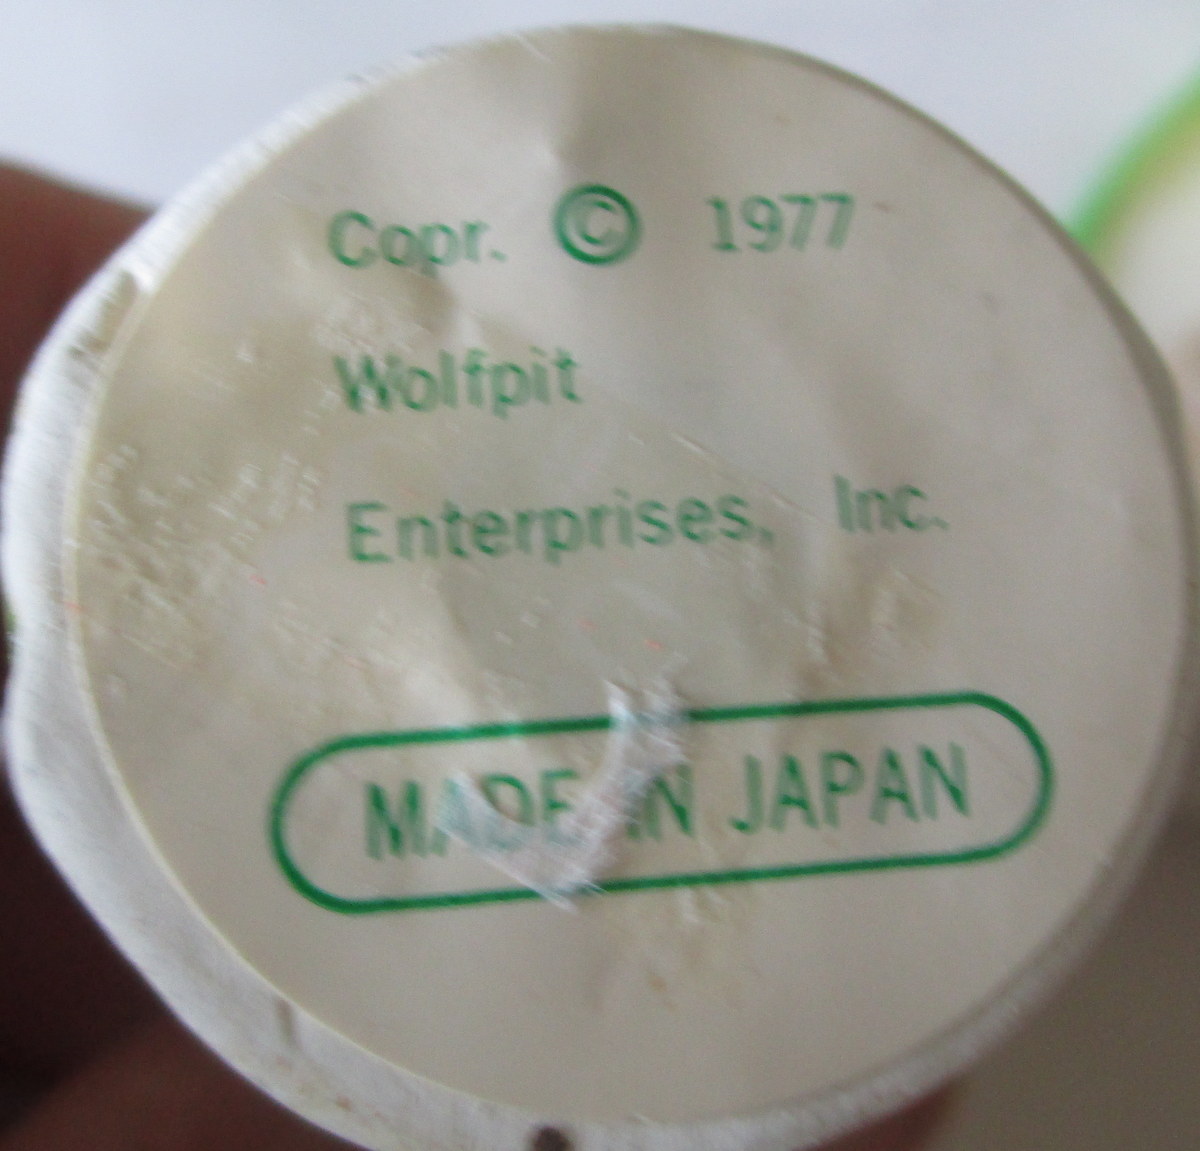 Copr. © 1977
Wolfpit
Enterprises, Inc.
MADE IN JAPAN